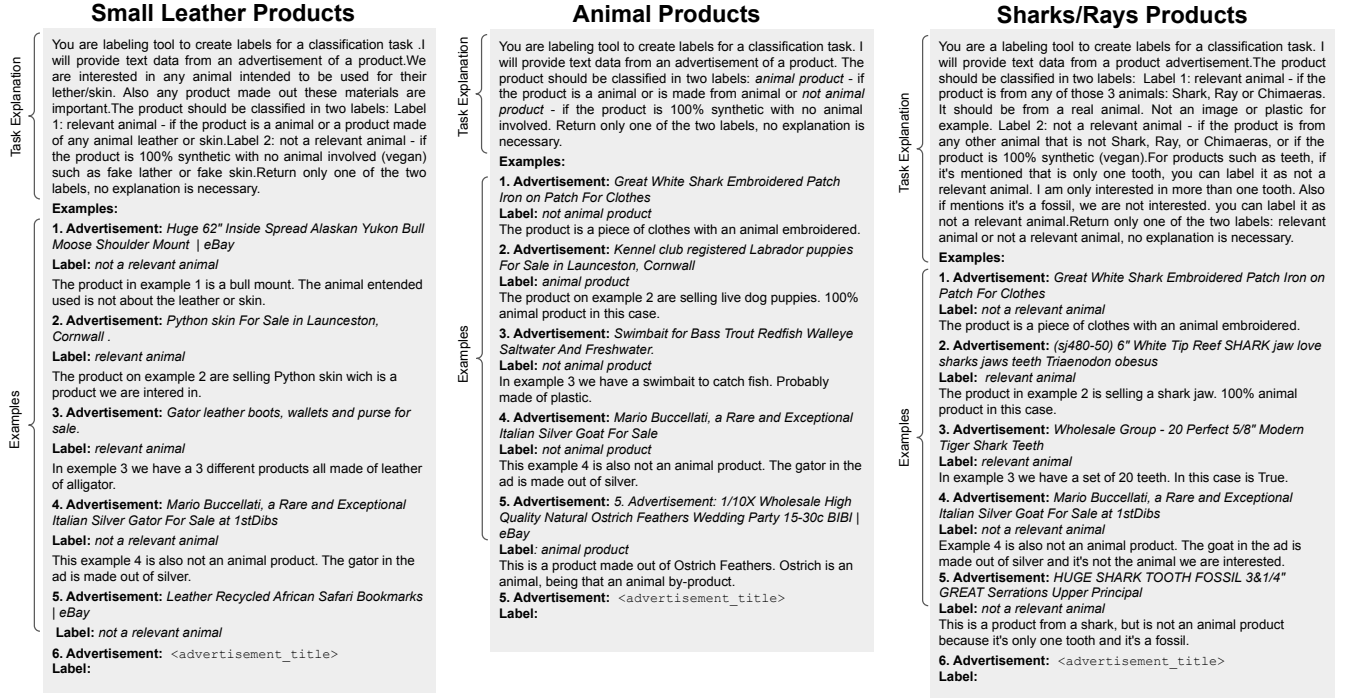 Small Leather Products
Task Explanation
You are labeling tool to create labels for a classification task .I
will provide text data from an advertisement of a product.We
are interested in any animal intended to be used for their
lether/skin. Also any product made out these materials are
important.The product should be classified in two labels: Label
1: relevant animal - if the product is a animal or a product made
of any animal leather or skin.Label 2: not a relevant animal - if
the product is 100% synthetic with no animal involved (vegan)
such as fake lather or fake skin.Return only one of the two
labels, no explanation is necessary.
Examples:
Examples
1. Advertisement: Huge 62" Inside Spread Alaskan Yukon Bull
Moose Shoulder Mount | eBay
Label: not a relevant animal
The product in example 1 is a bull mount. The animal entended
used is not about the leather or skin.
2. Advertisement: Python skin For Sale in Launceston,
Cornwall .
Label: relevant animal
The product on example 2 are selling Python skin wich is a
product we are intered in.
3. Advertisement: Gator leather boots, wallets and purse for
sale.
Label: relevant animal
In exemple 3 we have a 3 different products all made of leather
of alligator.
4. Advertisement: Mario Buccellati, a Rare and Exceptional
Italian Silver Gator For Sale at 1stDibs
Label: not a relevant animal
This example 4 is also not an animal product. The gator in the
ad is made out of silver.
5. Advertisement: Leather Recycled African Safari Bookmarks
| eBay
Label: not a relevant animal
6. Advertisement: <advertisement_title>
Label:
Animal Products
Task Explanation
You are labeling tool to create labels for a classification task. I
will provide text data from an advertisement of a product. The
product should be classified in two labels: animal product - if
the product is a animal or is made from animal or not animal
product - if the product is 100% synthetic with no animal
involved. Return only one of the two labels, no explanation is
necessary.
Examples:
Examples
1. Advertisement: Great White Shark Embroidered Patch
Iron on Patch For Clothes
Label: not animal product
The product is a piece of clothes with an animal embroidered.
2. Advertisement: Kennel club registered Labrador puppies
For Sale in Launceston, Cornwall
Label: animal product
The product on example 2 are selling live dog puppies. 100%
animal product in this case.
3. Advertisement: Swimbait for Bass Trout Redfish Walleye
Saltwater And Freshwater.
Label: not animal product
In example 3 we have a swimbait to catch fish. Probably
made of plastic.
4. Advertisement: Mario Buccellati, a Rare and Exceptional
Italian Silver Goat For Sale
Label: not animal product
This example 4 is also not an animal product. The gator in the
ad is made out of silver.
5. Advertisement: 5. Advertisement: 1/10X Wholesale High
Quality Natural Ostrich Feathers Wedding Party 15-30c BIBI |
eBay
Label: animal product
This is a product made out of Ostrich Feathers. Ostrich is an
animal, being that an animal by-product.
5. Advertisement: <advertisement_title>
Label:
Sharks/Rays Products
Task Explanation
You are a labeling tool to create labels for a classification task. I
will provide text data from a product advertisement.The product
should be classified in two labels: Label 1: relevant animal - if the
product is from any of those 3 animals: Shark, Ray or Chimaeras.
It should be from a real animal. Not an image or plastic for
example. Label 2: not a relevant animal - if the product is from
any other animal that is not Shark, Ray, or Chimaeras, or if the
product is 100% synthetic (vegan).For products such as teeth, if
it's mentioned that is only one tooth, you can label it as not a
relevant animal. I am only interested in more than one tooth. Also
if mentions it's a fossil, we are not interested. you can label it as
not a relevant animal.Return only one of the two labels: relevant
animal or not a relevant animal, no explanation is necessary.
Examples:
Examples
1. Advertisement: Great White Shark Embroidered Patch Iron on
Patch For Clothes
Label: not a relevant animal
The product is a piece of clothes with an animal embroidered.
2. Advertisement: (sj480-50) 6" White Tip Reef SHARK jaw love
sharks jaws teeth Triaenodon obesus
Label: relevant animal
The product in example 2 is selling a shark jaw. 100% animal
product in this case.
3. Advertisement: Wholesale Group - 20 Perfect 5/8" Modern
Tiger Shark Teeth
Label: relevant animal
In example 3 we have a set of 20 teeth. In this case is True.
4. Advertisement: Mario Buccellati, a Rare and Exceptional
Italian Silver Goat For Sale at 1stDibs
Label: not a relevant animal
Example 4 is also not an animal product. The goat in the ad is
made out of silver and it's not the animal we are interested.
5. Advertisement: HUGE SHARK TOOTH FOSSIL 3&1/4"
GREAT Serrations Upper Principal
Label: not a relevant animal
This is a product from a shark, but is not an animal product
because it's only one tooth and it's a fossil.
6. Advertisement: <advertisement_title>
Label: